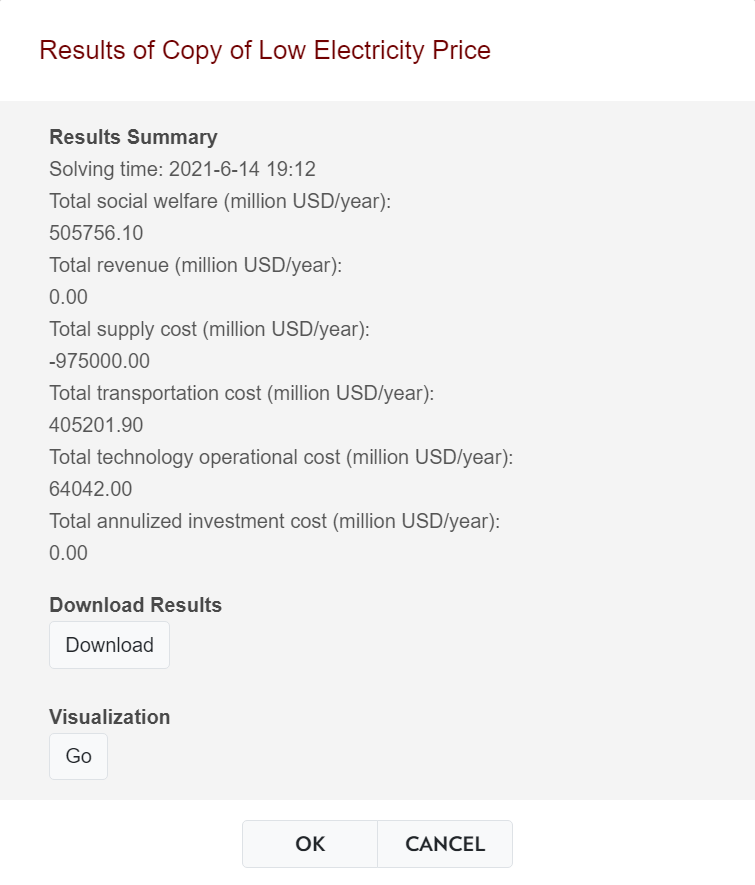 Results of Copy of Low Electricity Price
Results Summary
Solving time: 2021-6-14 19:12
Total social welfare (million USD/year):
505756.10
Total revenue (million USD/year):
0.00
Total supply cost (million USD/year):
-975000.00
Total transportation cost (million USD/year):
405201.90
Total technology operational cost (million USD/year):
64042.00
Total annulized investment cost (million USD/year):
0.00
Download Results
Download
Visualization
Go
OK
CANCEL